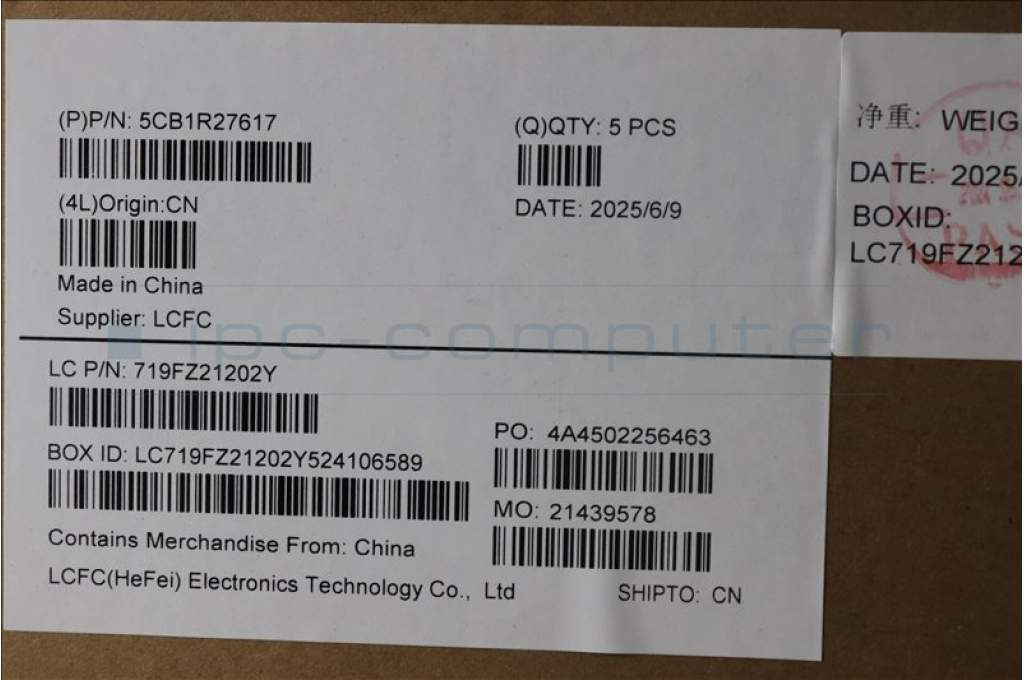 (P)P/N: 5CB1R27617
(Q)QTY: 5 PCS
(4L)Origin:CN
DATE: 2025/6/9
Made in China
Supplier: LCFC
ipc-computer
LC P/N: 719FZ21202Y
PO: 4A4502256463
BOX ID: LC719FZ21202Y524106589
MO: 21439578
Contains Merchandise From: China
LCFC(HeFei) Electronics Technology Co., Ltd
SHIPTO: CN
净重: WEIG
DATE: 2025/
BOXID:
LC719FZ212